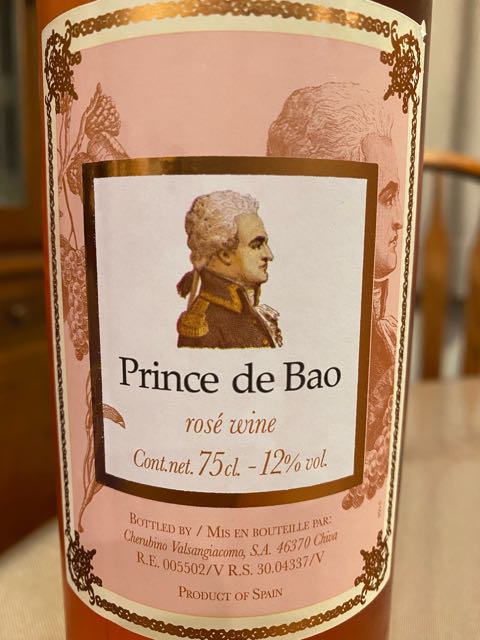 Prince de Bao
rosé wine
Cont.net. 75cl. - 12% vol.
BOTTLED BY / MIS EN BOUTEILLE PAR:
Cherubino Valsangiacomo, S.A. 46370 Chiva
R.E. 005502/V R.S. 30.04337/V
PRODUCT OF SPAIN